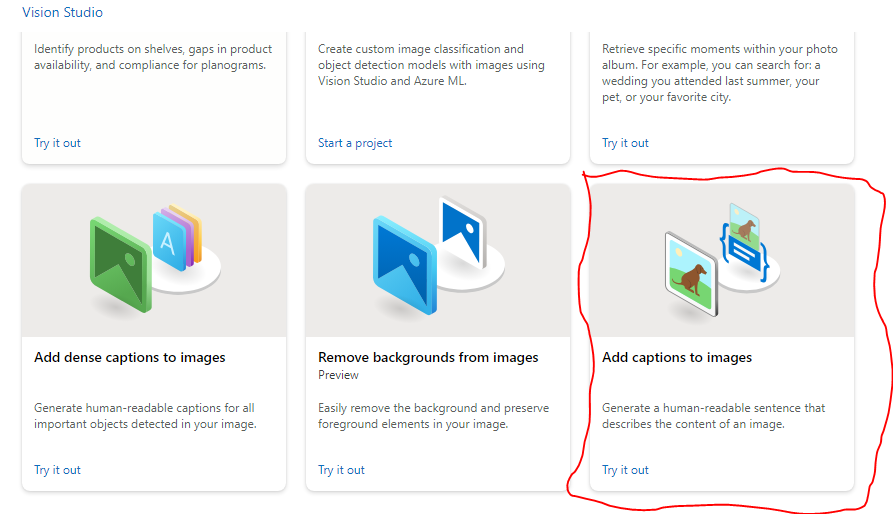 Vision Studio
Identify products on shelves, gaps in product
availability, and compliance for planograms.
Try it out
Create custom image classification and
object detection models with images using
Vision Studio and Azure ML.
Start a project
Retrieve specific moments within your photo
album. For example, you can search for: a
wedding you attended last summer, your
pet, or your favorite city.
Try it out
A
Add dense captions to images
Generate human-readable captions for all
important objects detected in your image.
Try it out
Remove backgrounds from images
Preview
Easily remove the background and preserve
foreground elements in your image.
Try it out
Add captions to images
Generate a human-readable sentence that
describes the content of an image.
Try it out